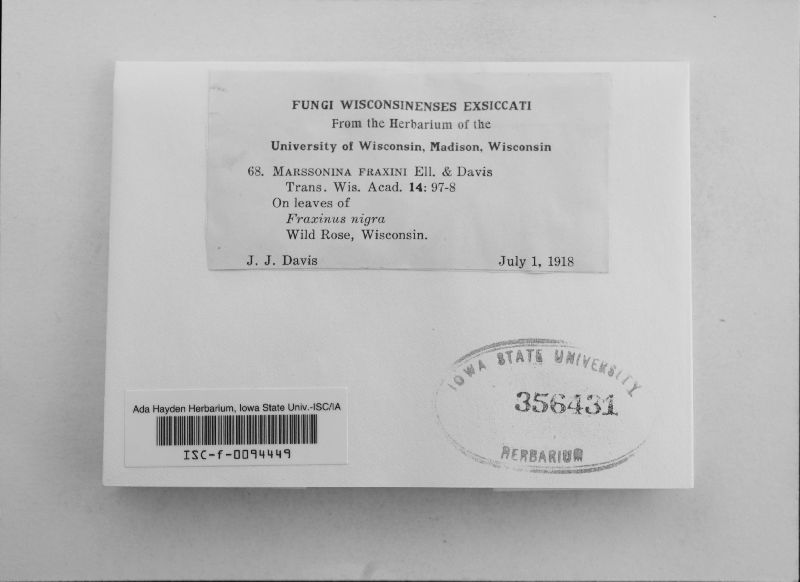 FUNGI WISCONSINENSES EXSICCATI
From the Herbarium of the
University of Wisconsin, Madison, Wisconsin
68. MARSSONINA FRAXINI Ell. & Davis
Trans. Wis. Acad. 14: 97-8
On leaves of
Fraxinus nigra
Wild Rose, Wisconsin.
J. J. Davis July 1, 1918
IOWA STATE UNIVERSITY
356431
HERBARIUM
Ada Hayden Herbarium, Iowa State Univ.-ISC/IA
ISC-f-0094449